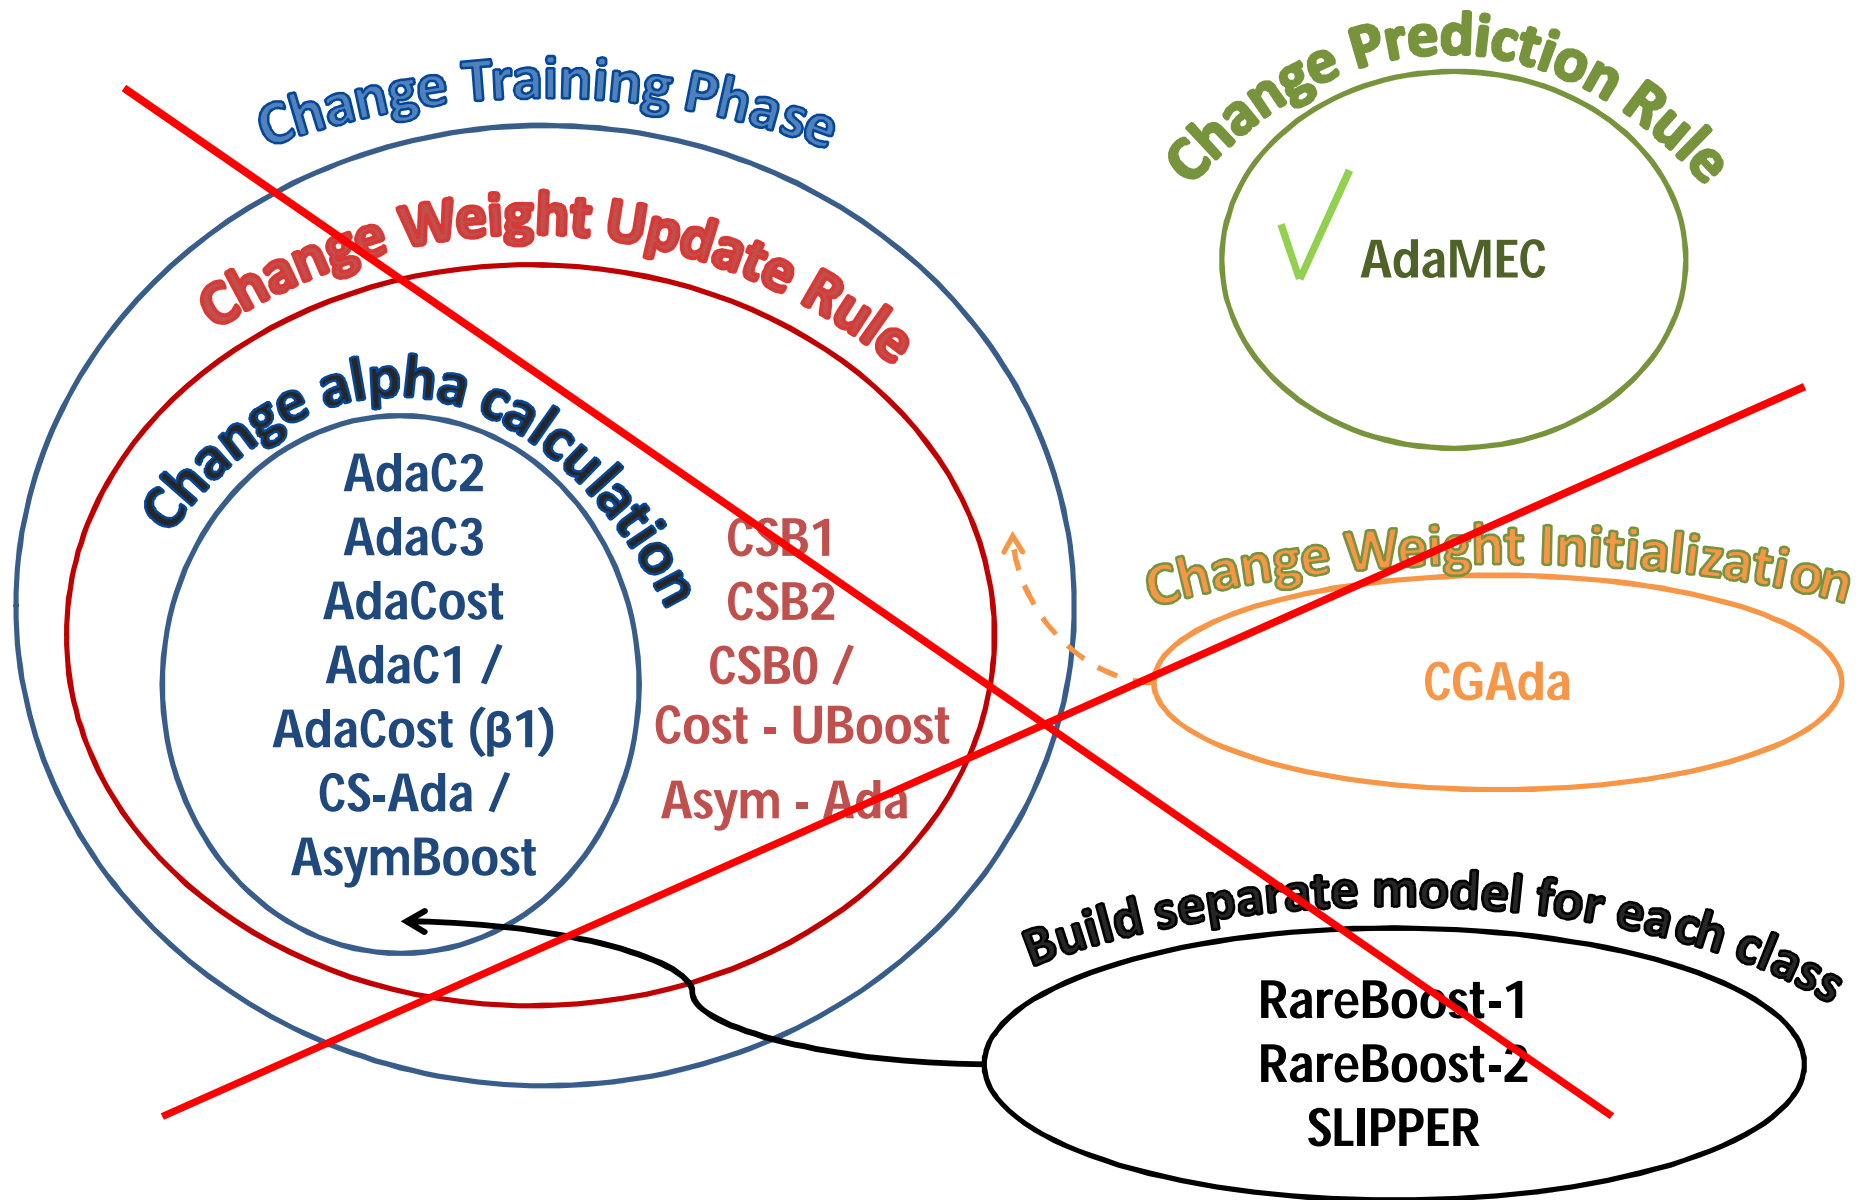 Change Training Phase
Change Weight Update Rule
Change alpha calculation
AdaC2
AdaC3
AdaCost
AdaC1 /
AdaCost (β1)
CS-Ada /
AsymBoost
CSB1
CSB2
CSB0 /
Cost - UBoost
Asym - Ada
Change Prediction Rule
AdaMEC
Change Weight Initialization
CGAda
Build separate model for each class
RareBoost-1
RareBoost-2
SLIPPER